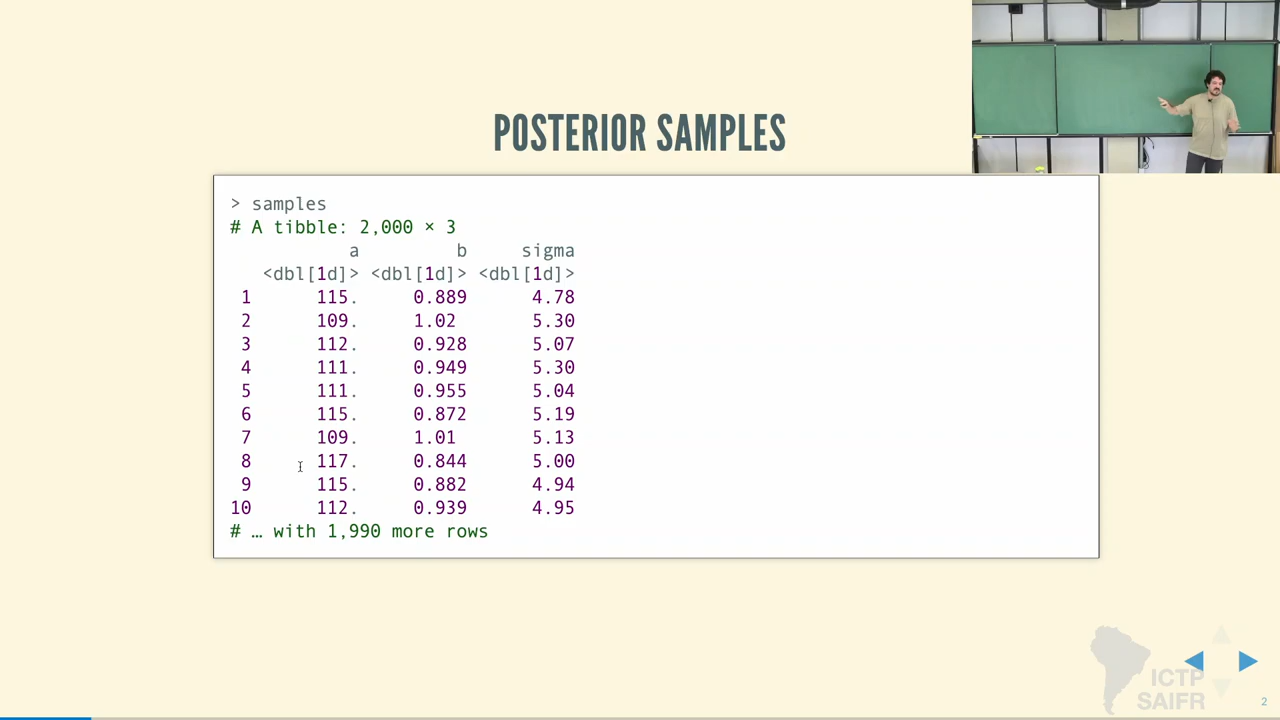 POSTERIOR SAMPLES
> samples
# A tibble: 2,000 × 3
a b sigma
<dbl[1d]> <dbl[1d]> <dbl[1d]>
1 115. 0.889 4.78
2 109. 1.02 5.30
3 112. 0.928 5.07
4 111. 0.949 5.30
5 111. 0.955 5.04
6 115. 0.872 5.19
7 109. 1.01 5.13
8 117. 0.844 5.00
9 115. 0.882 4.94
10 112. 0.939 4.95
# … with 1,990 more rows
ICTP
SAIFR
2